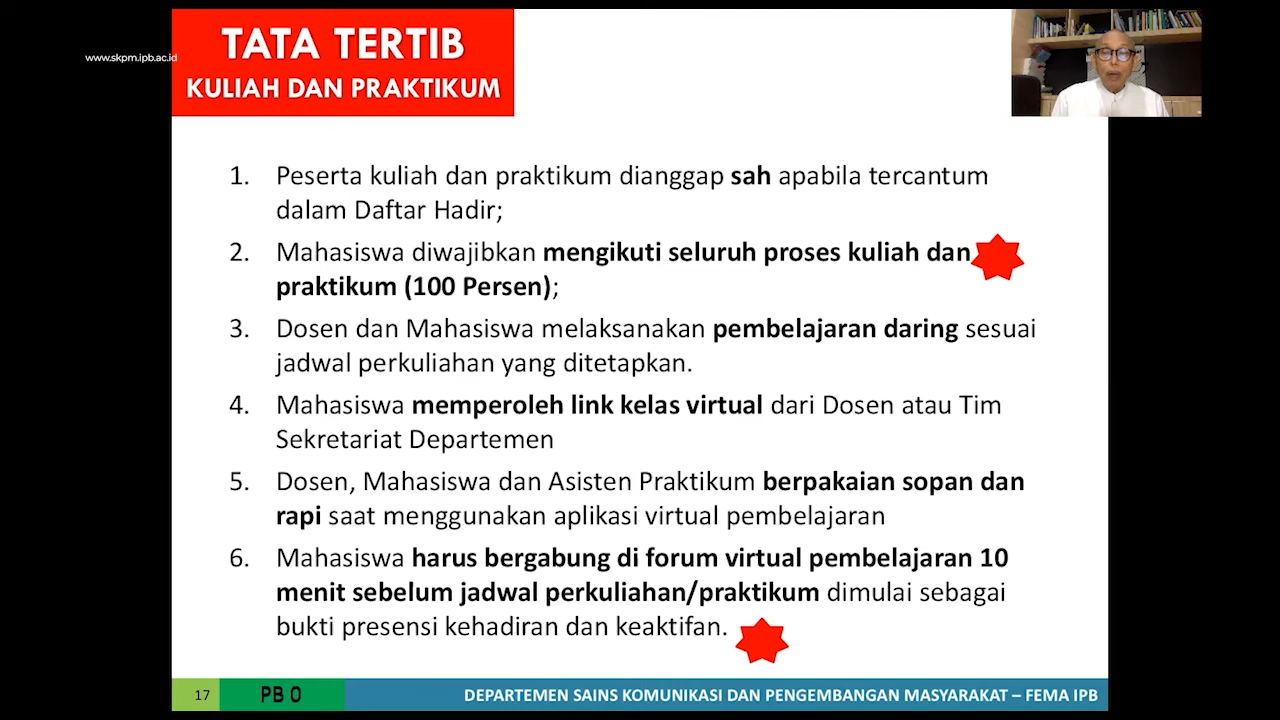 TATA TERTIB
KULIAH DAN PRAKTIKUM
www.skpm.ipb.ac.id
1. Peserta kuliah dan praktikum dianggap sah apabila tercantum
dalam Daftar Hadir;
2. Mahasiswa diwajibkan mengikuti seluruh proses kuliah dan
praktikum (100 Persen);
3. Dosen dan Mahasiswa melaksanakan pembelajaran daring sesuai
jadwal perkuliahan yang ditetapkan.
4. Mahasiswa memperoleh link kelas virtual dari Dosen atau Tim
Sekretariat Departemen
5. Dosen, Mahasiswa dan Asisten Praktikum berpakaian sopan dan
rapi saat menggunakan aplikasi virtual pembelajaran
6. Mahasiswa harus bergabung di forum virtual pembelajaran 10
menit sebelum jadwal perkuliahan/praktikum dimulai sebagai
bukti presensi kehadiran dan keaktifan.
17 PB 0 DEPARTEMEN SAINS KOMUNIKASI DAN PENGEMBANGAN MASYARAKAT – FEMA IPB